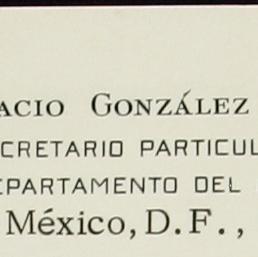 ACIO GONZÁLEZ
CRETARIO PARTICUL
EPARTAMENTO DEL
México, D.F.,